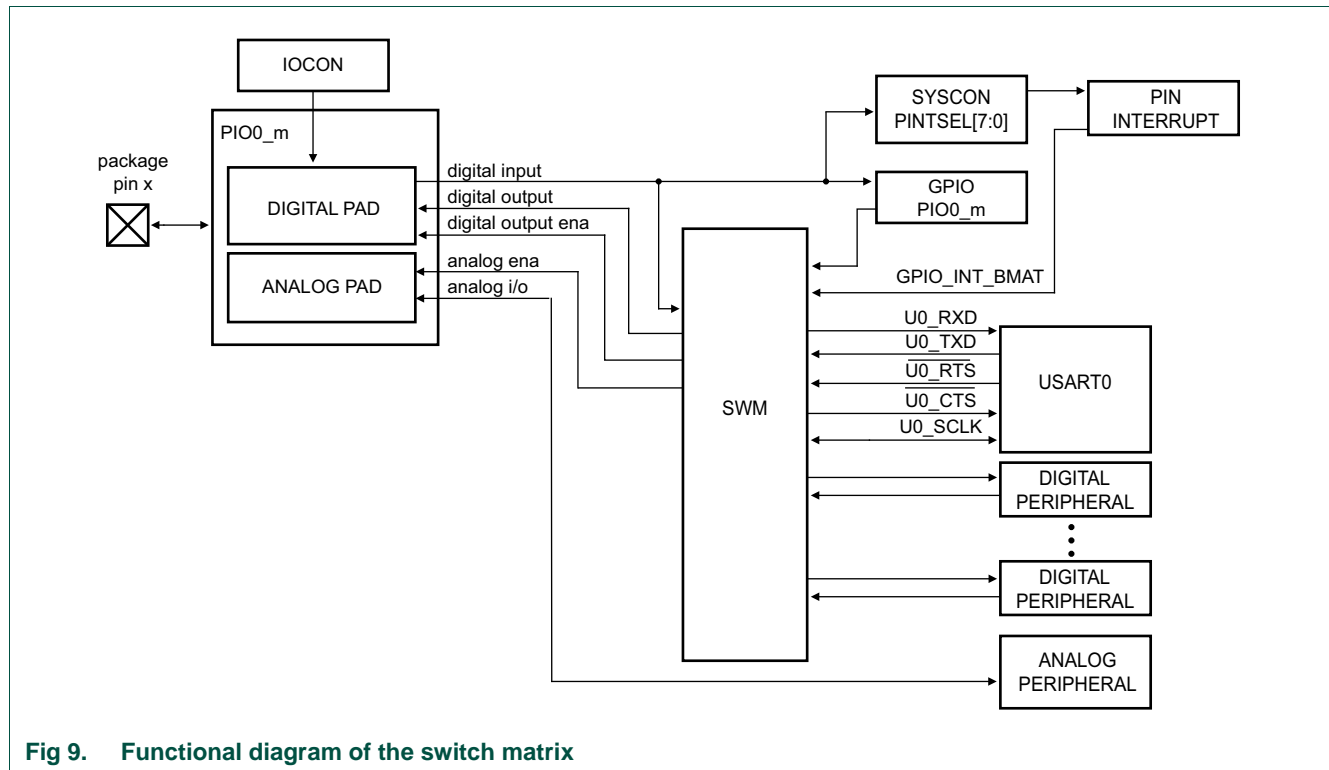 IOCON
PIO0_m
package
pin x
DIGITAL PAD
ANALOG PAD
digital input
digital output
digital output ena
analog ena
analog i/o
SYSCON
PINTSEL[7:0]
PIN
INTERRUPT
GPIO
PIO0_m
GPIO_INT_BMAT
SWM
U0_RXD
U0_TXD
U0_RTS
U0_CTS
U0_SCLK
USART0
DIGITAL
PERIPHERAL
DIGITAL
PERIPHERAL
ANALOG
PERIPHERAL
Fig 9. Functional diagram of the switch matrix